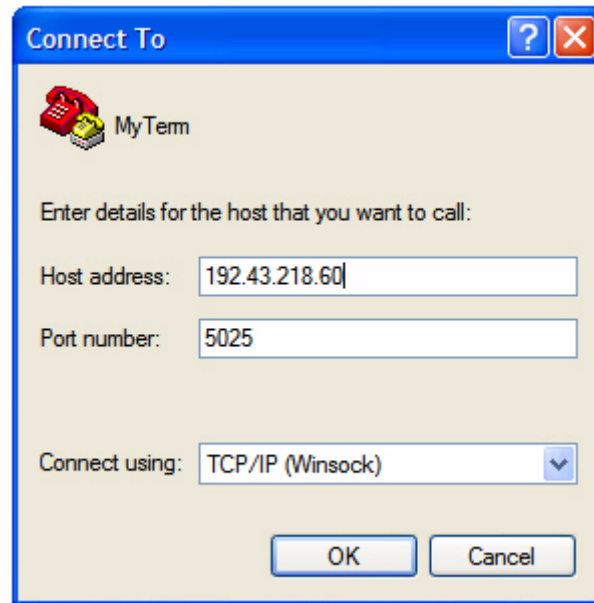 Connect To
MyTerm
Enter details for the host that you want to call:
Host address: 192.43.218.60
Port number: 5025
Connect using: TCP/IP (Winsock)
OK Cancel